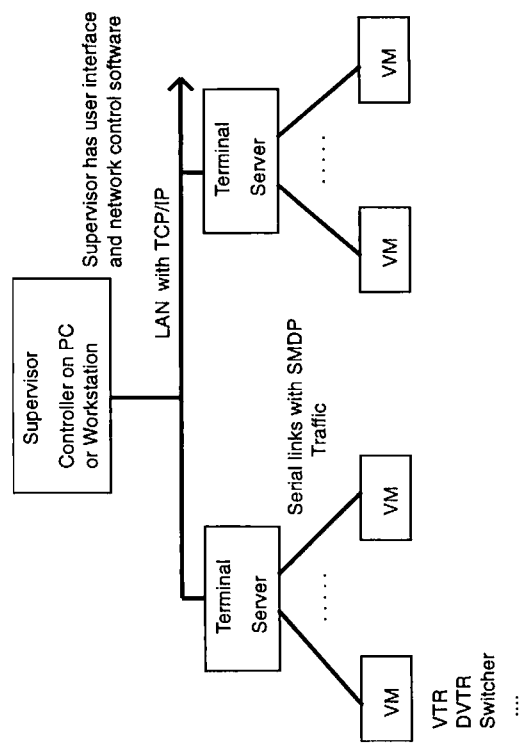 Supervisor
Controller on PC
or Workstation
Supervisor has user interface
and network control software
LAN with TCP/IP
Terminal
Server
Terminal
Server
Serial links with SMDP
Traffic
......
......
VM
VM
VM
VM
VTR
DVTR
Switcher
....